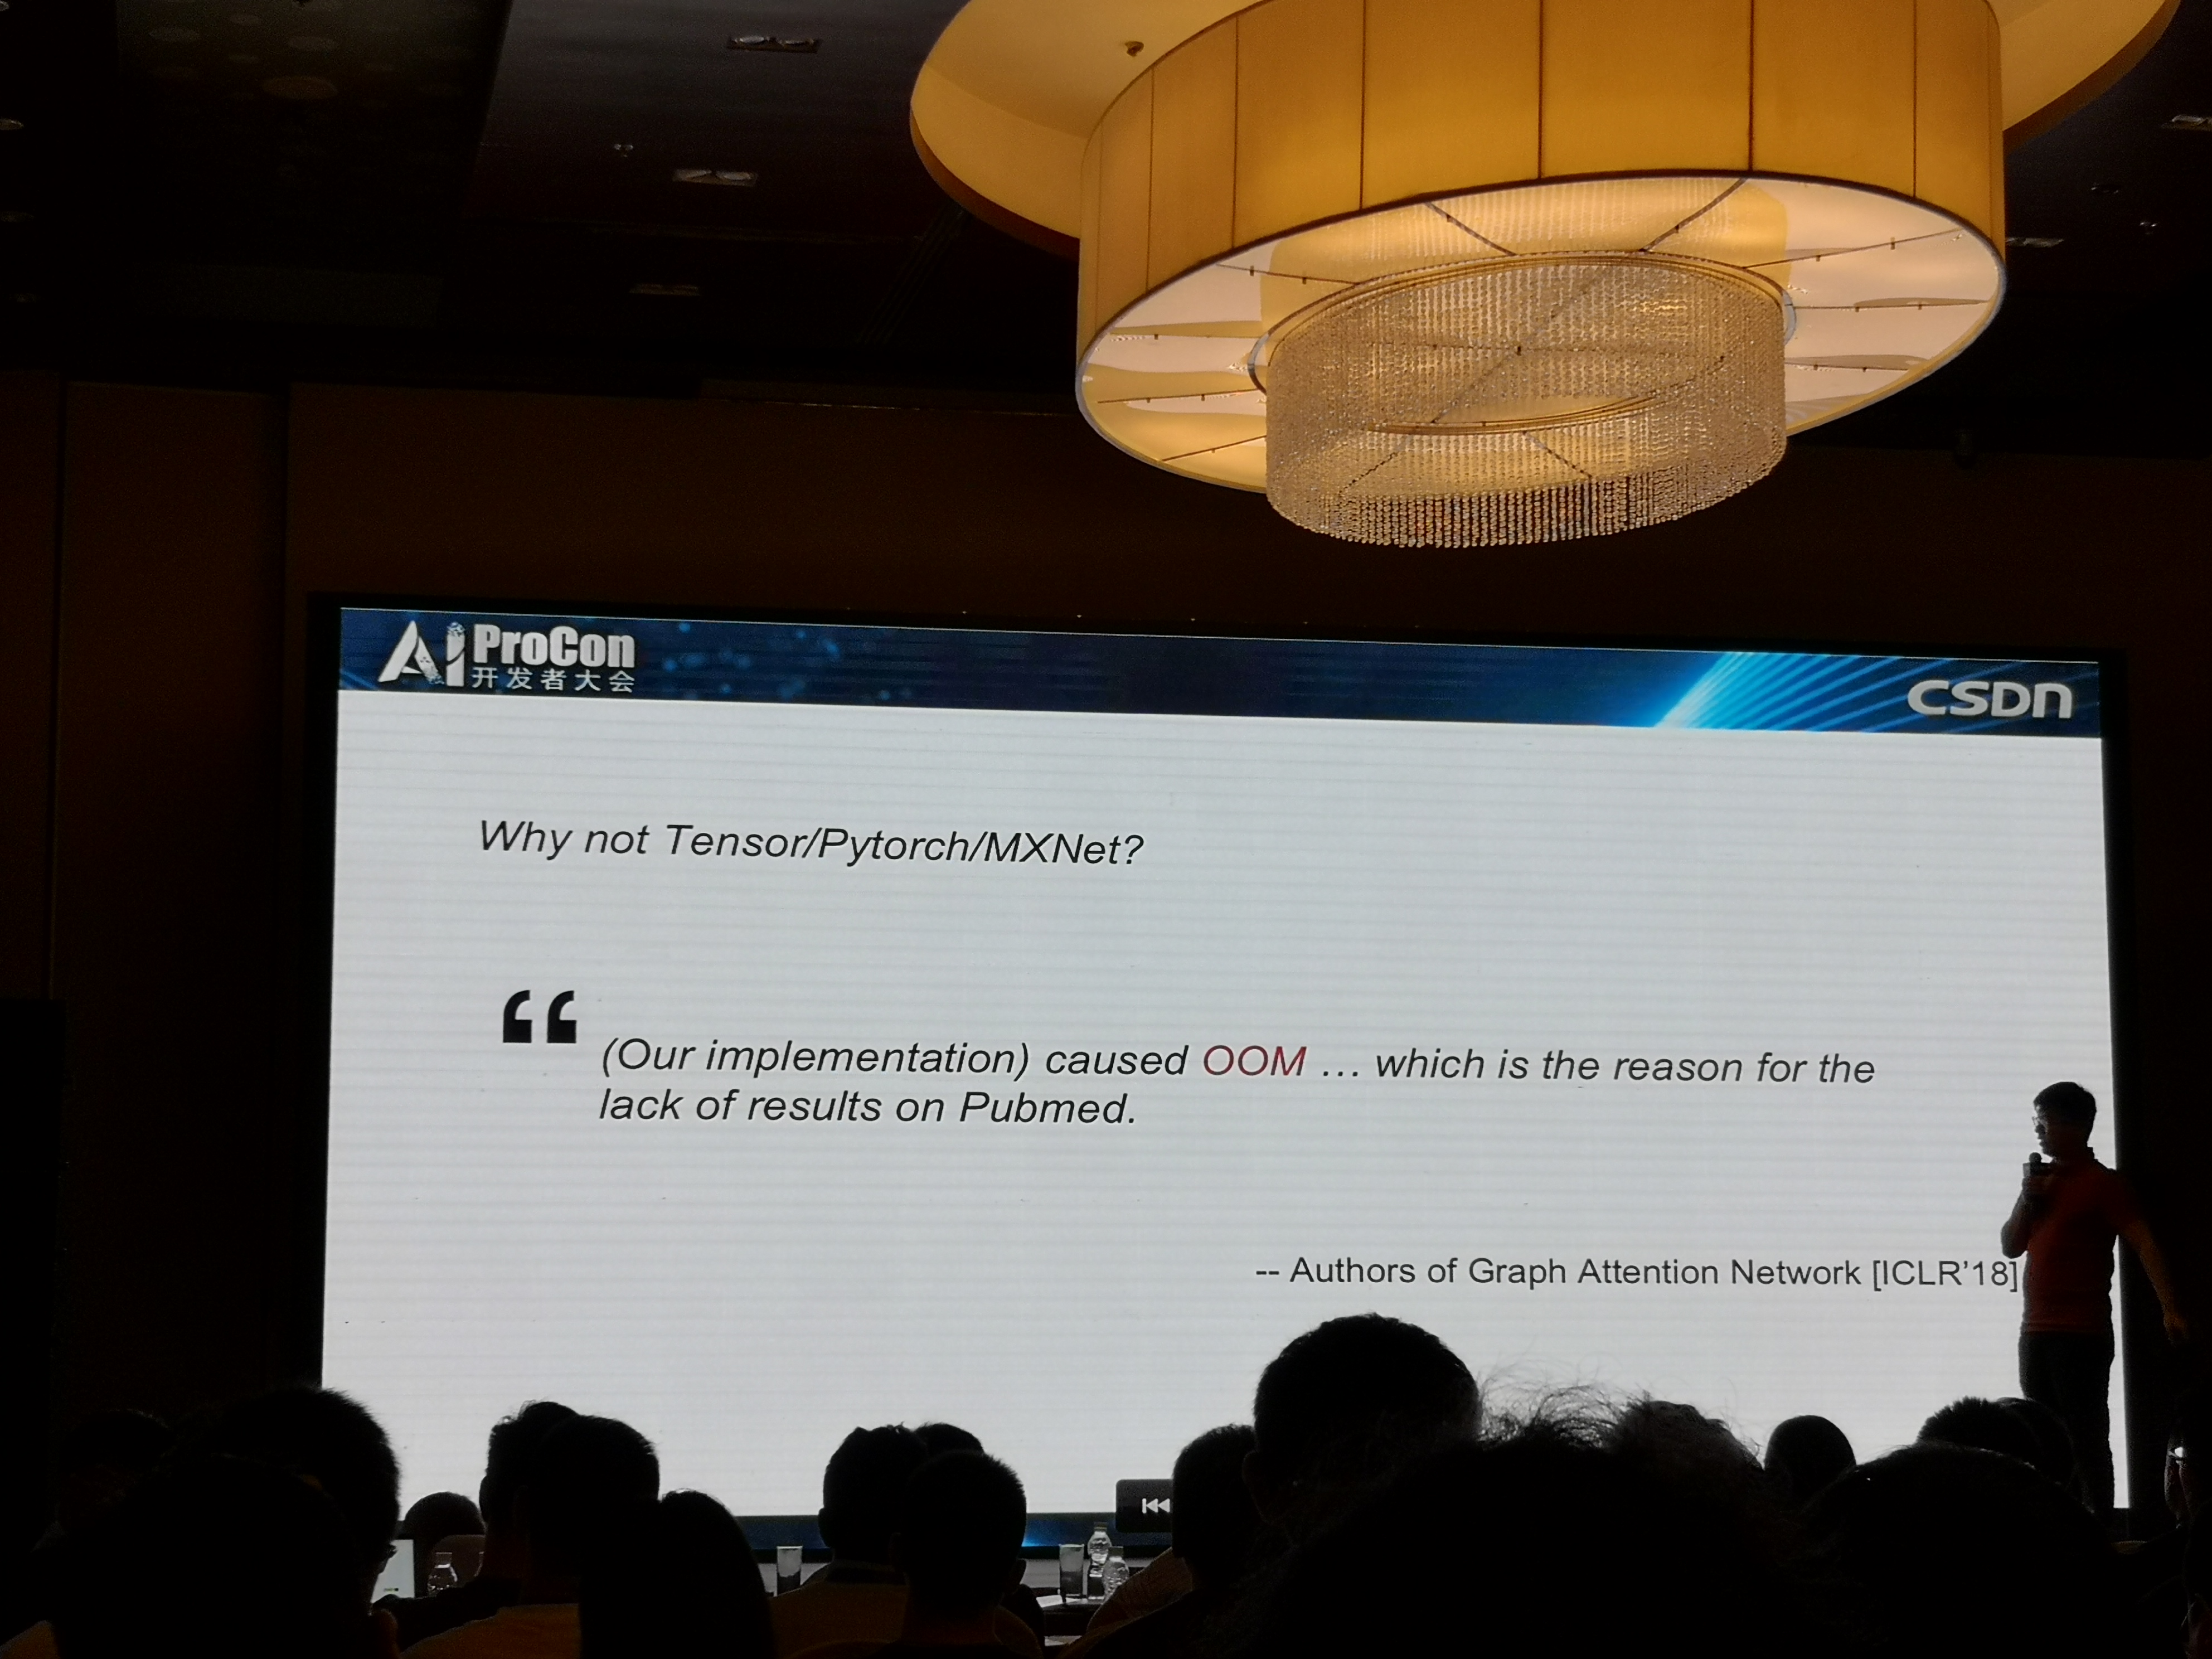 AI ProCon
开发者大会
CSDN
Why not Tensor/Pytorch/MXNet?
“
(Our implementation) caused OOM … which is the reason for the
lack of results on Pubmed.
-- Authors of Graph Attention Network [ICLR’18]